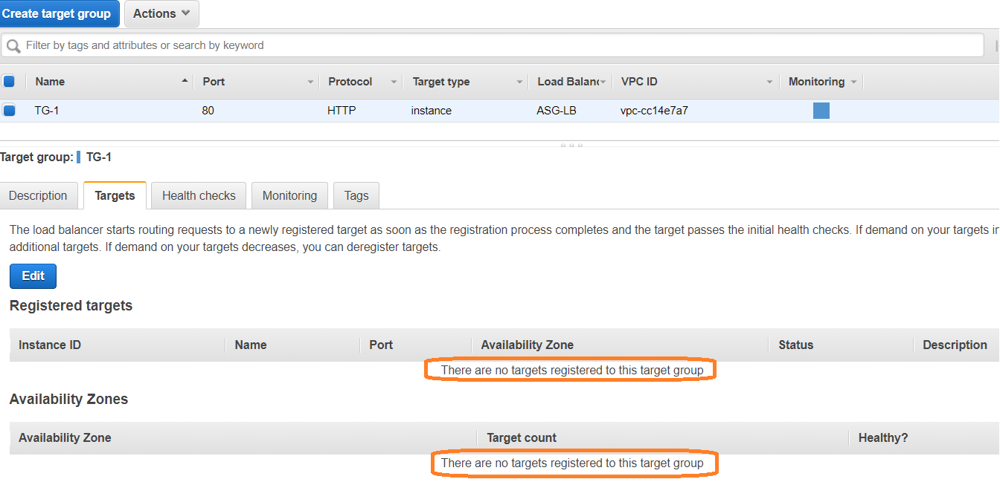 Create target group Actions
Filter by tags and attributes or search by keyword
Name Port Protocol Target type Load Balanc VPC ID Monitoring
TG-1 80 HTTP instance ASG-LB vpc-cc14e7a7
Target group: TG-1
Description Targets Health checks Monitoring Tags
The load balancer starts routing requests to a newly registered target as soon as the registration process completes and the target passes the initial health checks. If demand on your targets in
additional targets. If demand on your targets decreases, you can deregister targets.
Edit
Registered targets
Instance ID Name Port Availability Zone Status Description
There are no targets registered to this target group
Availability Zones
Availability Zone Target count Healthy?
There are no targets registered to this target group